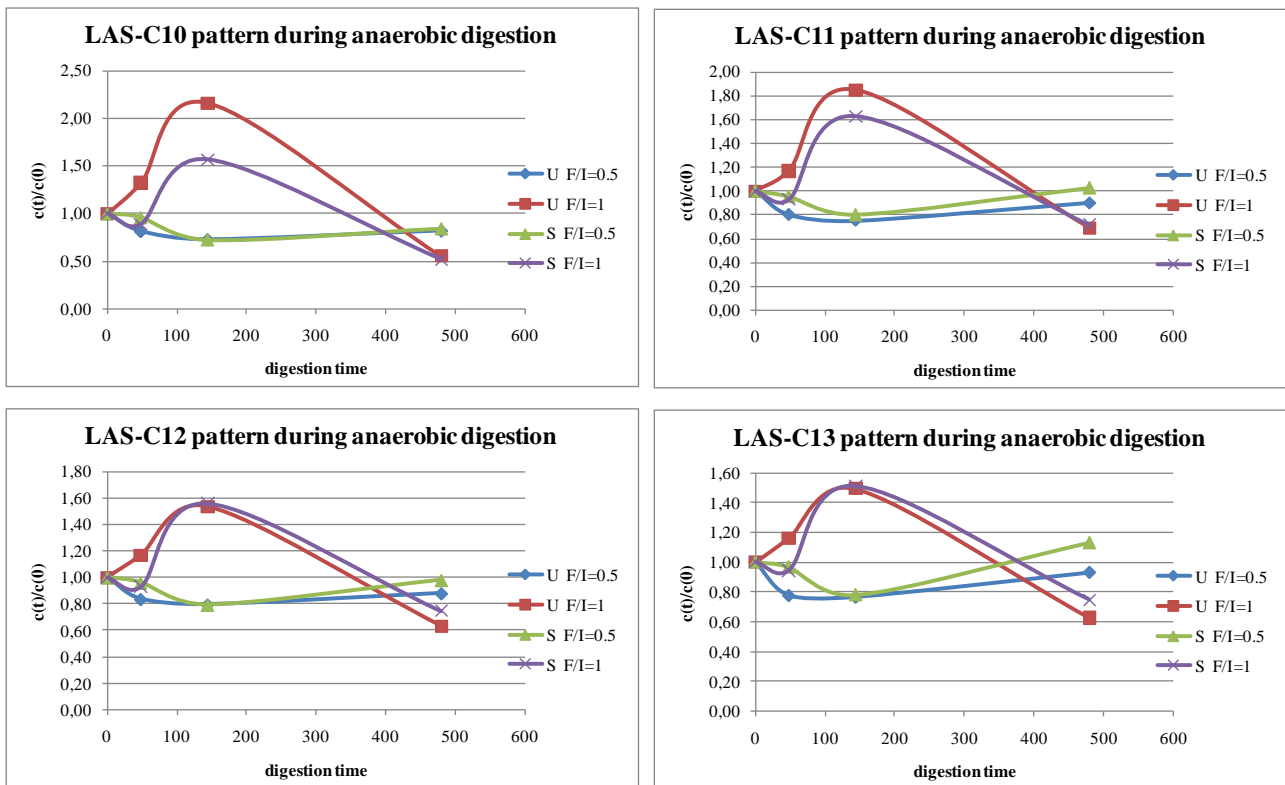 LAS-C10 pattern during anaerobic digestion
2,50
2,00
1,50
1,00
0,50
0,00
c(t)/c(0)
0 100 200 300 400 500 600
digestion time
U F/I=0.5
U F/I=1
S F/I=0.5
S F/I=1
LAS-C11 pattern during anaerobic digestion
2,00
1,80
1,60
1,40
1,20
1,00
0,80
0,60
0,40
0,20
0,00
c(t)/c(0)
0 100 200 300 400 500 600
digestion time
U F/I=0.5
U F/I=1
S F/I=0.5
S F/I=1
LAS-C12 pattern during anaerobic digestion
1,80
1,60
1,40
1,20
1,00
0,80
0,60
0,40
0,20
0,00
c(t)/c(0)
0 100 200 300 400 500 600
digestion time
U F/I=0.5
U F/I=1
S F/I=0.5
S F/I=1
LAS-C13 pattern during anaerobic digestion
1,60
1,40
1,20
1,00
0,80
0,60
0,40
0,20
0,00
c(t)/c(0)
0 100 200 300 400 500 600
digestion time
U F/I=0.5
U F/I=1
S F/I=0.5
S F/I=1